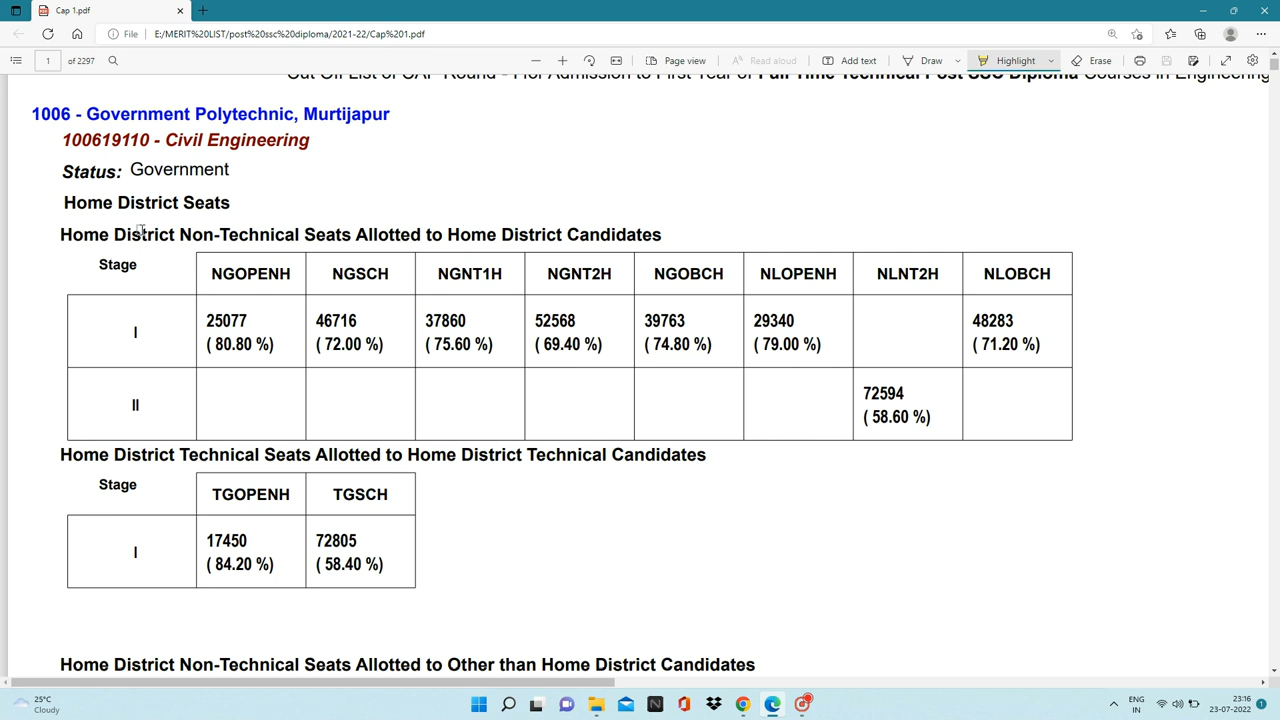 Cap 1.pdf
File E:/MERIT%20LIST/post%20ssc%20diploma/2021-22/Cap%201.pdf
1 of 2297 Page view Read aloud Add text Draw Highlight Erase
Full Time Technical Post SSC Diploma Courses in Engineering
1006 - Government Polytechnic, Murtijapur
100619110 - Civil Engineering
Status: Government
Home District Seats
Home District Non-Technical Seats Allotted to Home District Candidates
Stage NGOPENH NGSCH NGNT1H NGNT2H NGOBCH NLOPENH NLNT2H NLOBCH
I 25077 46716 37860 52568 39763 29340 48283
( 80.80 %) ( 72.00 %) ( 75.60 %) ( 69.40 %) ( 74.80 %) ( 79.00 %) ( 71.20 %)
II 72594
( 58.60 %)
Home District Technical Seats Allotted to Home District Technical Candidates
Stage TGOPENH TGSCH
I 17450 72805
( 84.20 %) ( 58.40 %)
Home District Non-Technical Seats Allotted to Other than Home District Candidates
25°C
Cloudy
ENG
IN
23:16
23-07-2022